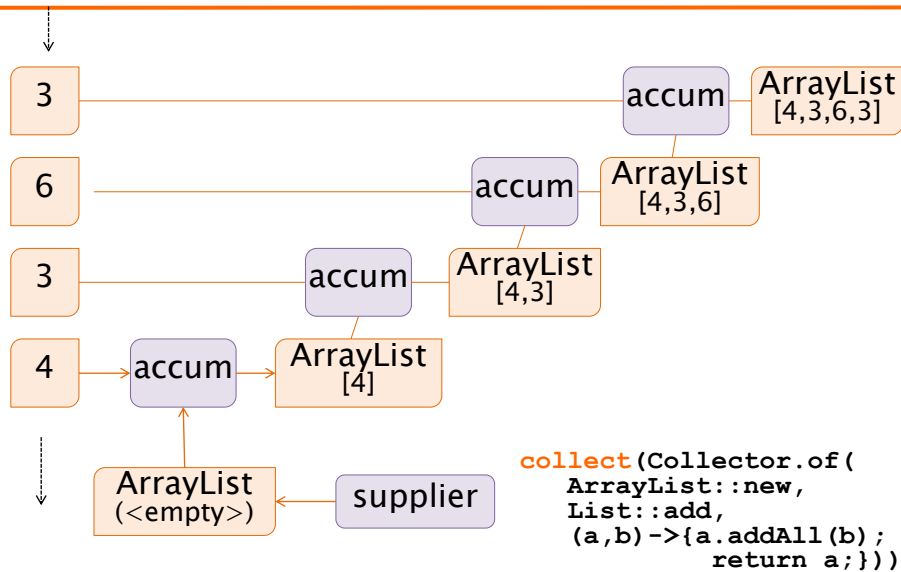 3
accum
ArrayList
[4,3,6,3]
6
accum
ArrayList
[4,3,6]
3
accum
ArrayList
[4,3]
4
accum
ArrayList
[4]
ArrayList
(<empty>)
supplier
collect(Collector.of(
ArrayList::new,
List::add,
(a,b)->{a.addAll(b);
return a;}))